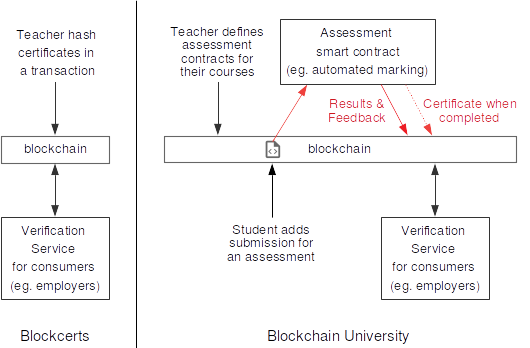 Teacher hash
certificates in
a transaction
blockchain
Verification
Service
for consumers
(eg. employers)
Blockcerts
Teacher defines
assessment
contracts for
their courses
Assessment
smart contract
(eg. automated marking)
Results &
Feedback
Certificate when
completed
blockchain
Student adds
submission for
an assessment
Verification
Service
for consumers
(eg. employers)
Blockchain University